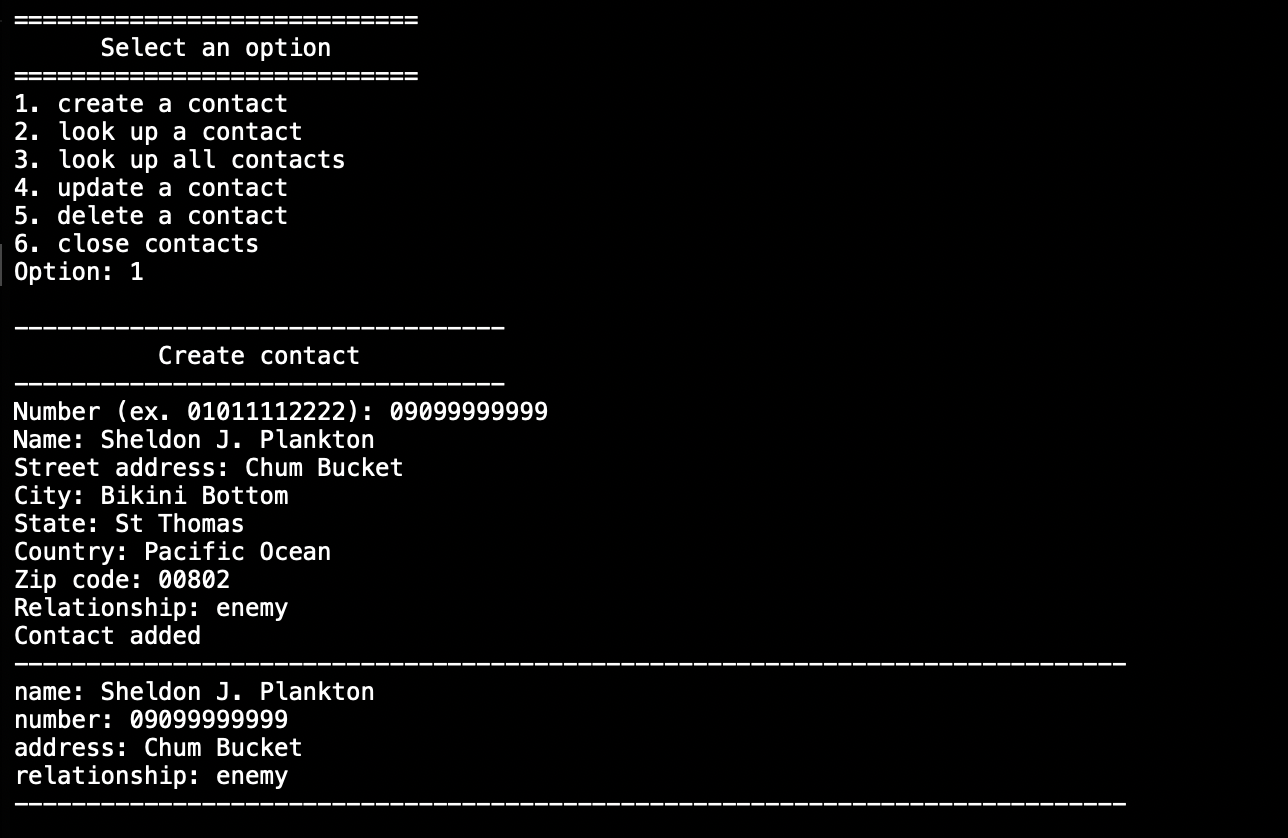 ============================
Select an option
============================
1. create a contact
2. look up a contact
3. look up all contacts
4. update a contact
5. delete a contact
6. close contacts
Option: 1
----------------------------------
Create contact
----------------------------------
Number (ex. 01011112222): 09099999999
Name: Sheldon J. Plankton
Street address: Chum Bucket
City: Bikini Bottom
State: St Thomas
Country: Pacific Ocean
Zip code: 00802
Relationship: enemy
Contact added
-----------------------------------------------------------------------------
name: Sheldon J. Plankton
number: 09099999999
address: Chum Bucket
relationship: enemy
-----------------------------------------------------------------------------